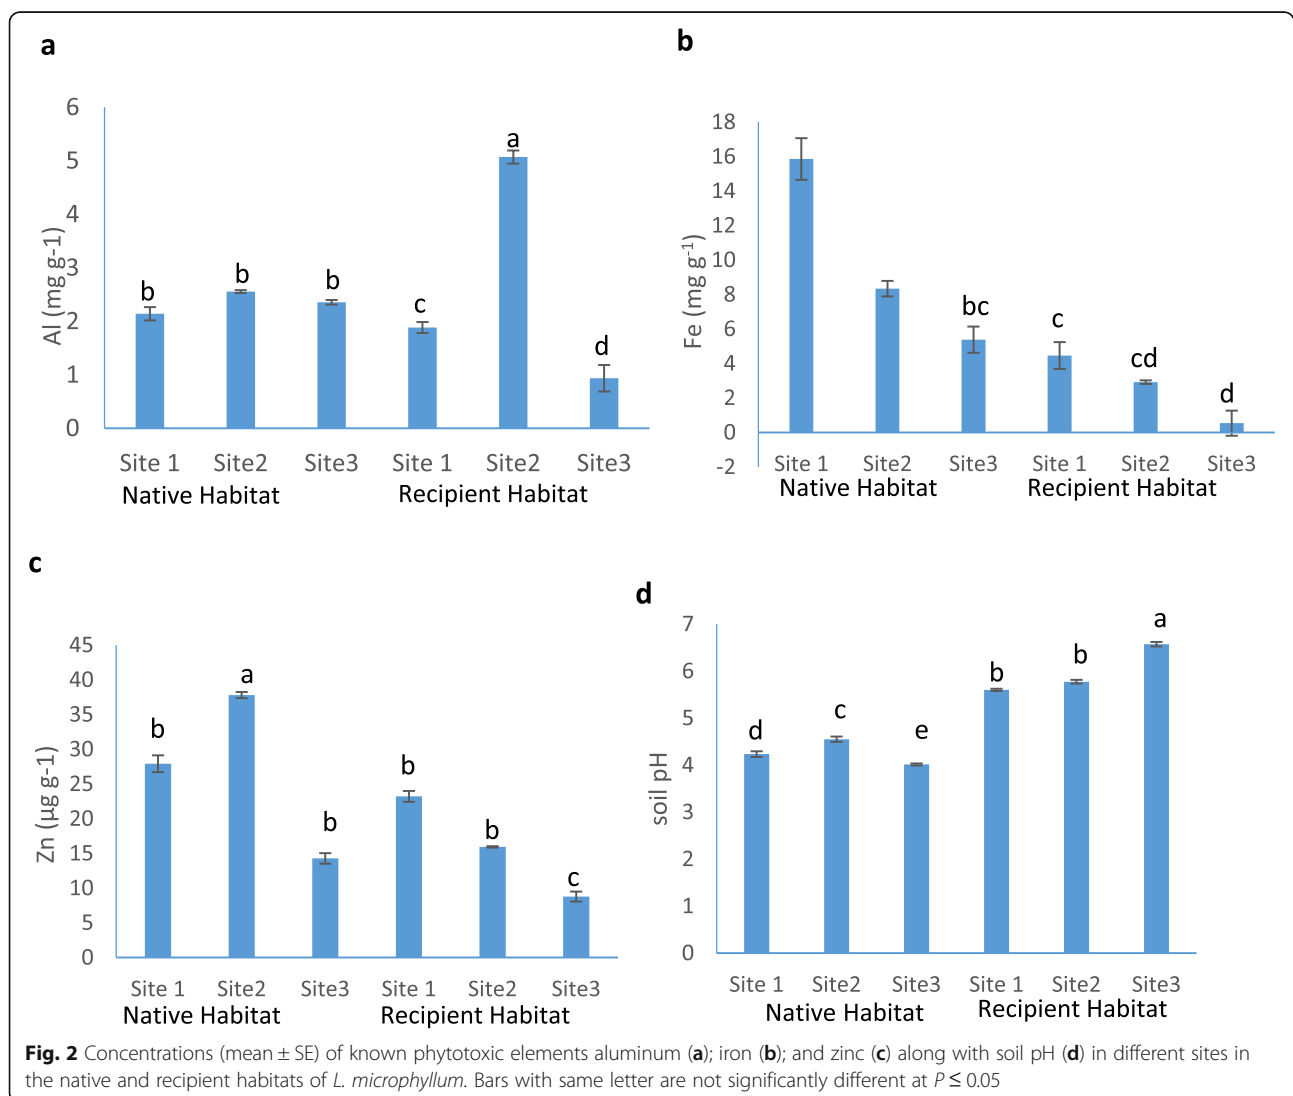 a
6
5
4
3
2
1
0
Al (mg g-1)
b
b
b
c
a
d
Site 1 Site2 Site3 Site 1 Site2 Site3
Native Habitat Recipient Habitat
b
18
16
14
12
10
8
6
4
2
0
-2
Fe (mg g⁻¹)
bc
c
cd
d
Site 1 Site2 Site3 Site 1 Site2 Site3
Native Habitat Recipient Habitat
c
45
40
35
30
25
20
15
10
5
0
Zn (µg g-1)
b
a
b
b
b
c
Site 1 Site2 Site3 Site 1 Site2 Site3
Native Habitat Recipient Habitat
d
7
6
5
4
3
2
1
0
soil pH
d
c
e
b
b
a
Site 1 Site2 Site3 Site 1 Site2 Site3
Native Habitat Recipient Habitat
Fig. 2 Concentrations (mean ± SE) of known phytotoxic elements aluminum (a); iron (b); and zinc (c) along with soil pH (d) in different sites in
the native and recipient habitats of L. microphyllum. Bars with same letter are not significantly different at P ≤ 0.05